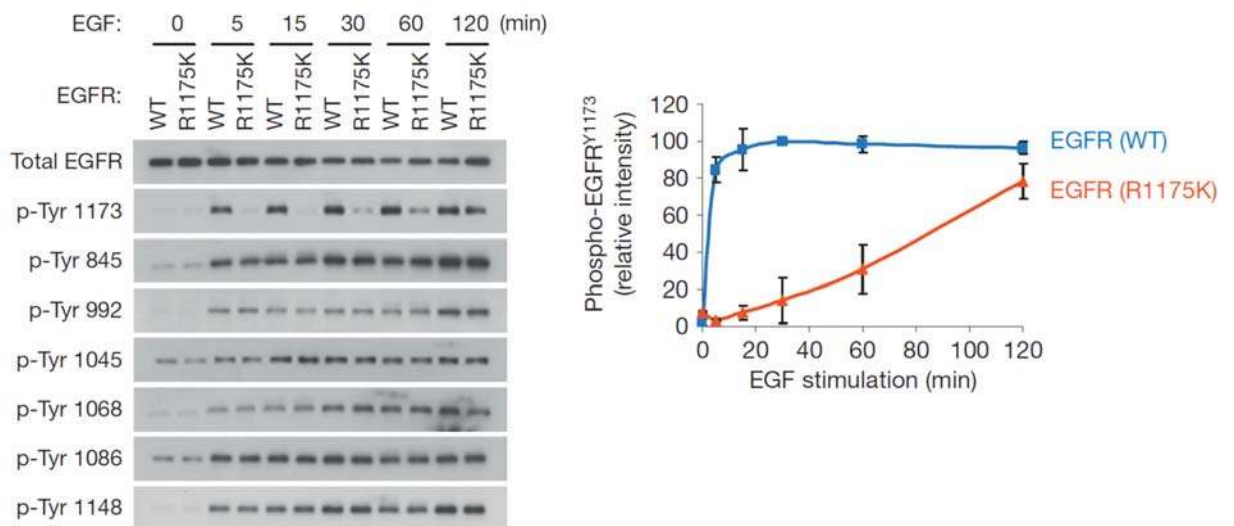 EGF: 0 5 15 30 60 120 (min)
EGFR: WT R1175K WT R1175K WT R1175K WT R1175K WT R1175K WT R1175K
Total EGFR
p-Tyr 1173
p-Tyr 845
p-Tyr 992
p-Tyr 1045
p-Tyr 1068
p-Tyr 1086
p-Tyr 1148
Phospho-EGFR^Y1173
(relative intensity)
120
100
80
60
40
20
0
0 20 40 60 80 100 120
EGF stimulation (min)
EGFR (WT)
EGFR (R1175K)